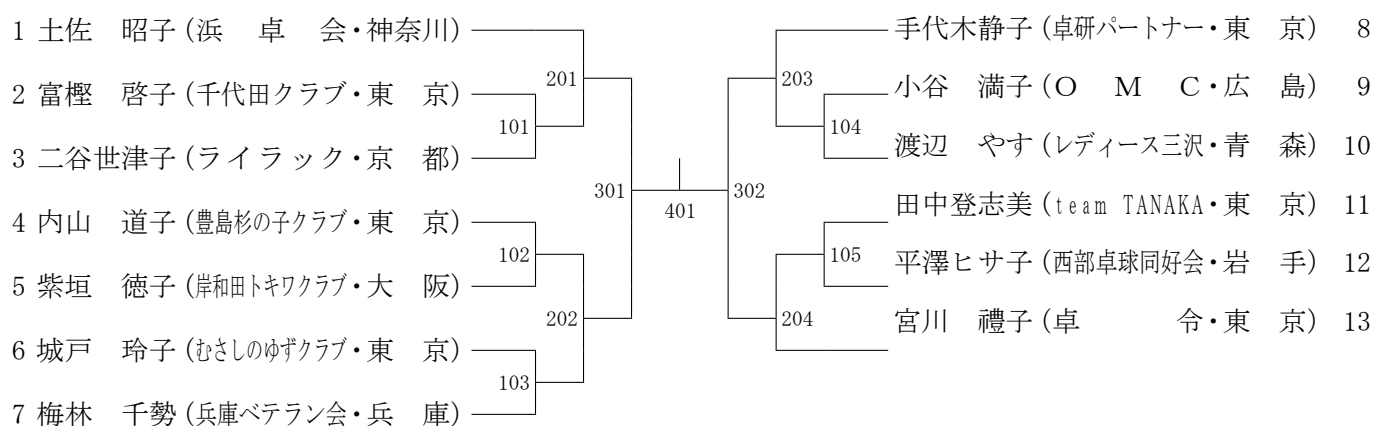 1 土佐　昭子 (浜　卓　会・神奈川)
2 富樫　啓子 (千代田クラブ・東　京)
3 二谷世津子 (ライラック・京　都)
4 内山　道子 (豊島杉の子クラブ・東　京)
5 紫垣　徳子 (岸和田トキワクラブ・大　阪)
6 城戸　玲子 (むさしのゆずクラブ・東　京)
7 梅林　千勢 (兵庫ベテラン会・兵　庫)
201
101
301
102
202
103
401
302
203
104
105
204
手代木静子 (卓研パートナー・東　京) 8
小谷　満子 (Ｏ　Ｍ　Ｃ・広　島) 9
渡辺　やす (レディース三沢・青　森) 10
田中登志美 (team TANAKA・東　京) 11
平澤ヒサ子 (西部卓球同好会・岩　手) 12
宮川　禮子 (卓　　　令・東　京) 13